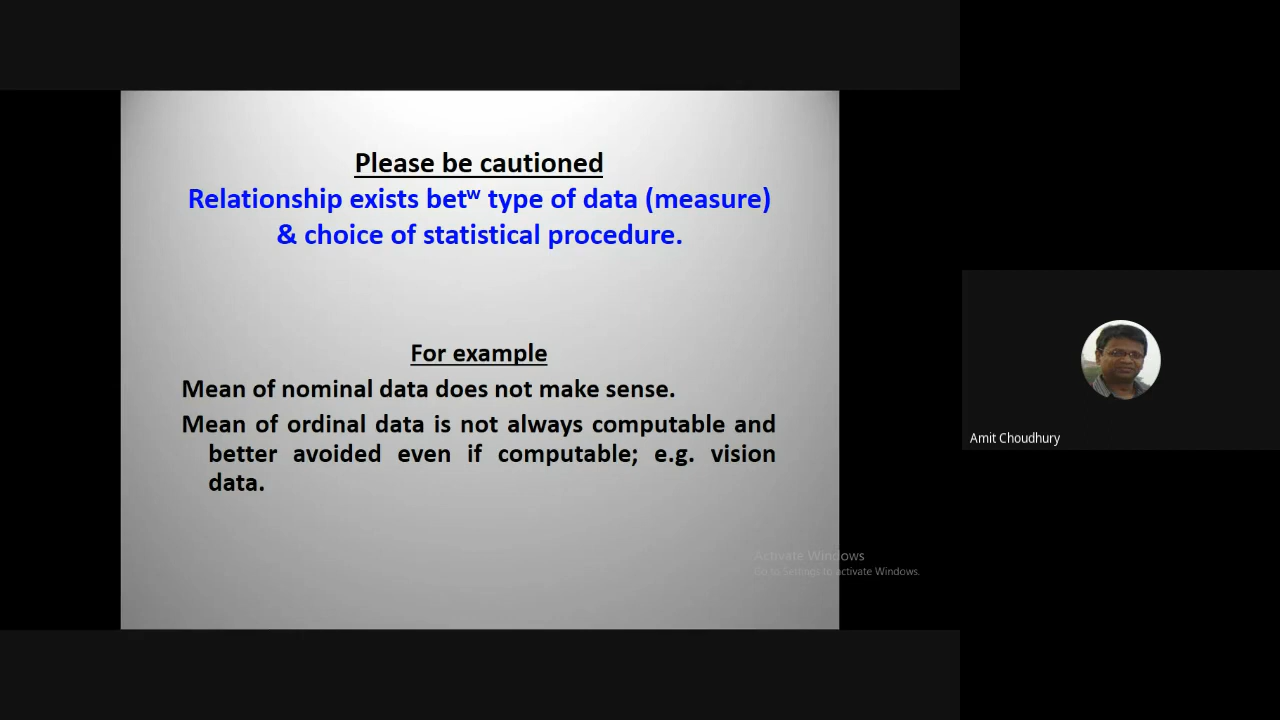 Please be cautioned
Relationship exists betʷ type of data (measure)
& choice of statistical procedure.
For example
Mean of nominal data does not make sense.
Mean of ordinal data is not always computable and
better avoided even if computable; e.g. vision
data.
Activate Windows
Go to Settings to activate Windows.
Amit Choudhury